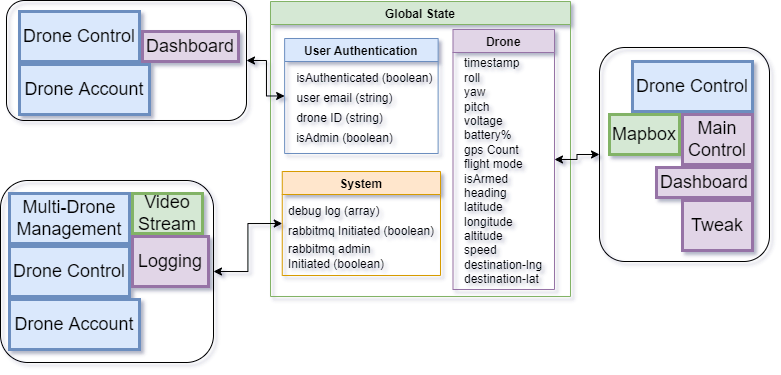 Drone Control
Dashboard
Drone Account
Multi-Drone
Management
Video
Stream
Drone Control
Logging
Drone Account
Global State
User Authentication
isAuthenticated (boolean)
user email (string)
drone ID (string)
isAdmin (boolean)
System
debug log (array)
rabbitmq Initiated (boolean)
rabbitmq admin
Initiated (boolean)
Drone
timestamp
roll
yaw
pitch
voltage
battery%
gps Count
flight mode
isArmed
heading
latitude
longitude
altitude
speed
destination-lng
destination-lat
Drone Control
Mapbox
Main
Control
Dashboard
Tweak